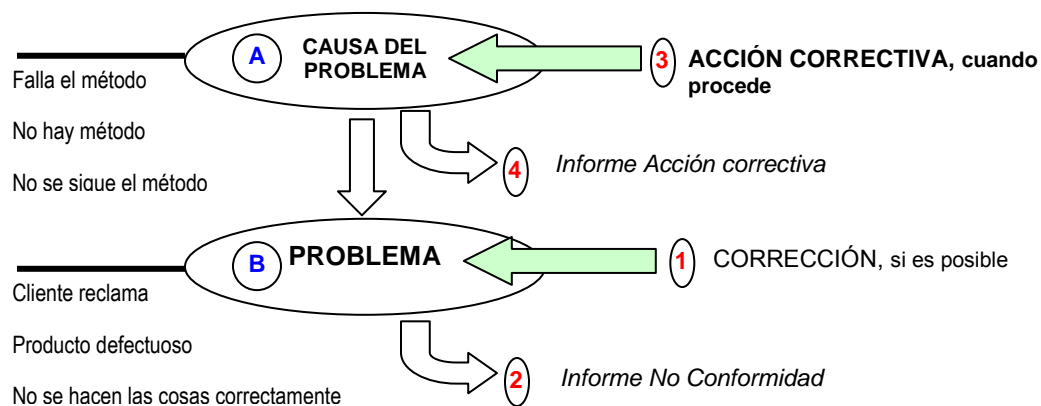 A
CAUSA DEL
PROBLEMA
3
ACCIÓN CORRECTIVA, cuando
procede
Falla el método
No hay método
No se sigue el método
4
Informe Acción correctiva
B
PROBLEMA
1
CORRECCIÓN, si es posible
Cliente reclama
Producto defectuoso
No se hacen las cosas correctamente
2
Informe No Conformidad